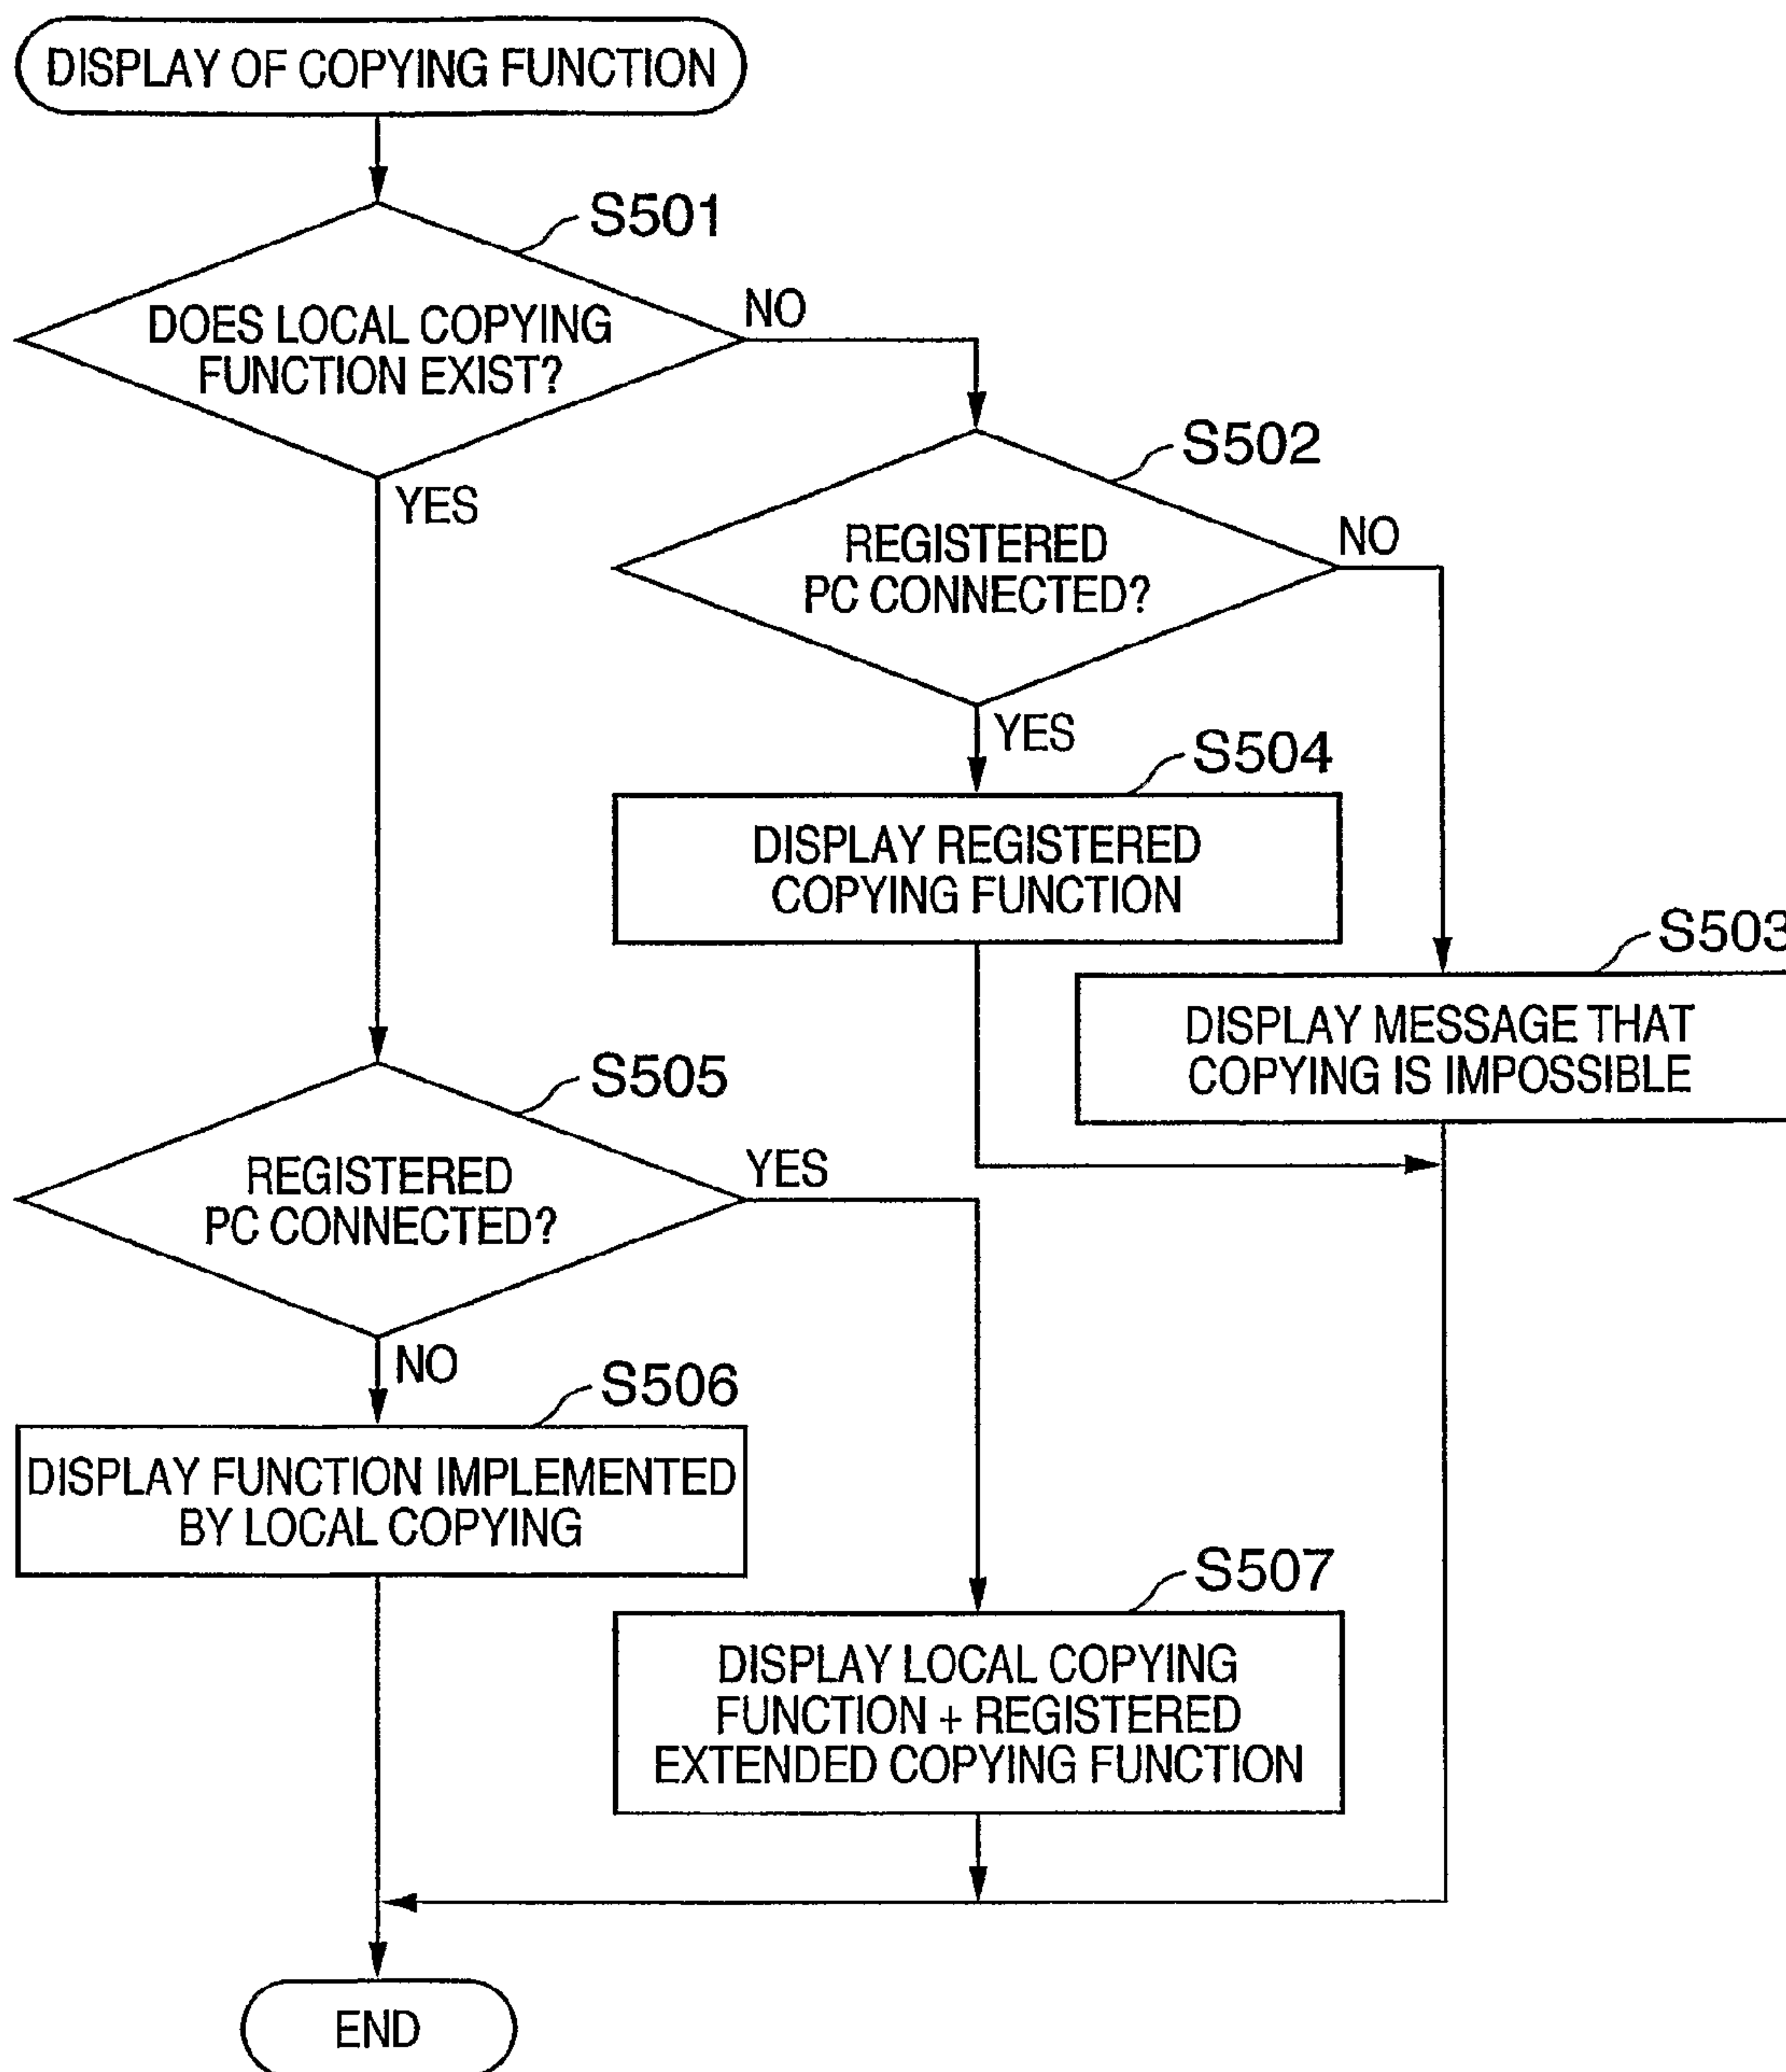 DISPLAY OF COPYING FUNCTION
S501
DOES LOCAL COPYING
FUNCTION EXIST?
NO
YES
S502
REGISTERED
PC CONNECTED?
NO
YES
S504
DISPLAY REGISTERED
COPYING FUNCTION
S503
DISPLAY MESSAGE THAT
COPYING IS IMPOSSIBLE
S505
REGISTERED
PC CONNECTED?
YES
NO
S506
DISPLAY FUNCTION IMPLEMENTED
BY LOCAL COPYING
S507
DISPLAY LOCAL COPYING
FUNCTION + REGISTERED
EXTENDED COPYING FUNCTION
END